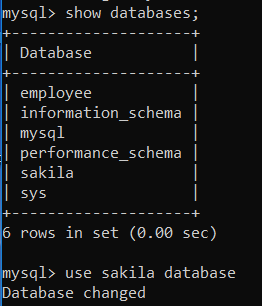 mysql> show databases;
+--------------------+
| Database           |
+--------------------+
| employee           |
| information_schema |
| mysql              |
| performance_schema |
| sakila             |
| sys                |
+--------------------+
6 rows in set (0.00 sec)
mysql> use sakila database
Database changed